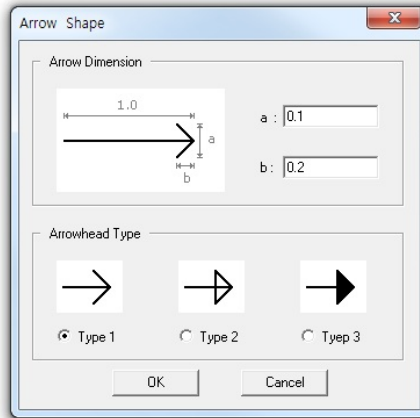 Arrow Shape
Arrow Dimension
1.0
a
b
a : 0.1
b : 0.2
Arrowhead Type
Type 1
Type 2
Tyep 3
OK
Cancel